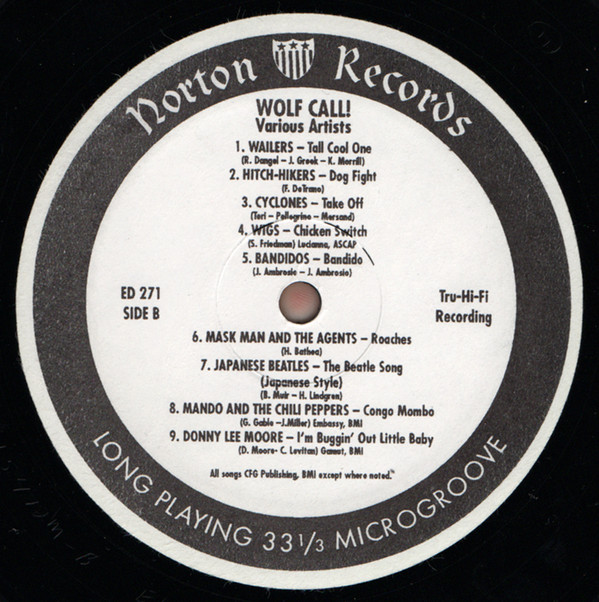 Norton Records
WOLF CALL!
Various Artists
1. WAILERS – Tall Cool One
(R. Dangel – J. Greek – K. Morrill)
2. HITCH-HIKERS – Dog Fight
(F. DeTrano)
3. CYCLONES – Take Off
(Teri – Pellegrino – Mersand)
4. WIGS – Chicken Switch
(S. Friedman) Lucianna, ASCAP
5. BANDIDOS – Bandido
(J. Ambrosio – J. Ambrosio)
ED 271
SIDE B
Tru-Hi-Fi
Recording
6. MASK MAN AND THE AGENTS – Roaches
(H. Bathea)
7. JAPANESE BEATLES – The Beatle Song
(Japanese Style)
(B. Muir – H. Lindgren)
8. MANDO AND THE CHILI PEPPERS – Congo Mombo
(G. Gable –J.Miller) Embassy, BMI
9. DONNY LEE MOORE – I'm Buggin' Out Little Baby
(D. Moore- C. Levitan) Gamut, BMI
All songs CFG Publishing, BMI except where noted.
LONG PLAYING 33 1/3 MICROGROOVE